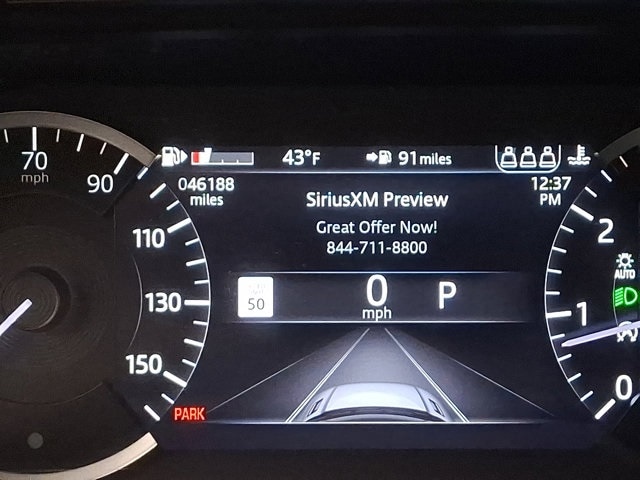 43°F
91 miles
046188
miles
12:37
PM
SiriusXM Preview
Great Offer Now!
844-711-8800
70
mph
90
110
130
150
50
0
mph
P
PARK
2
1
0
AUTO